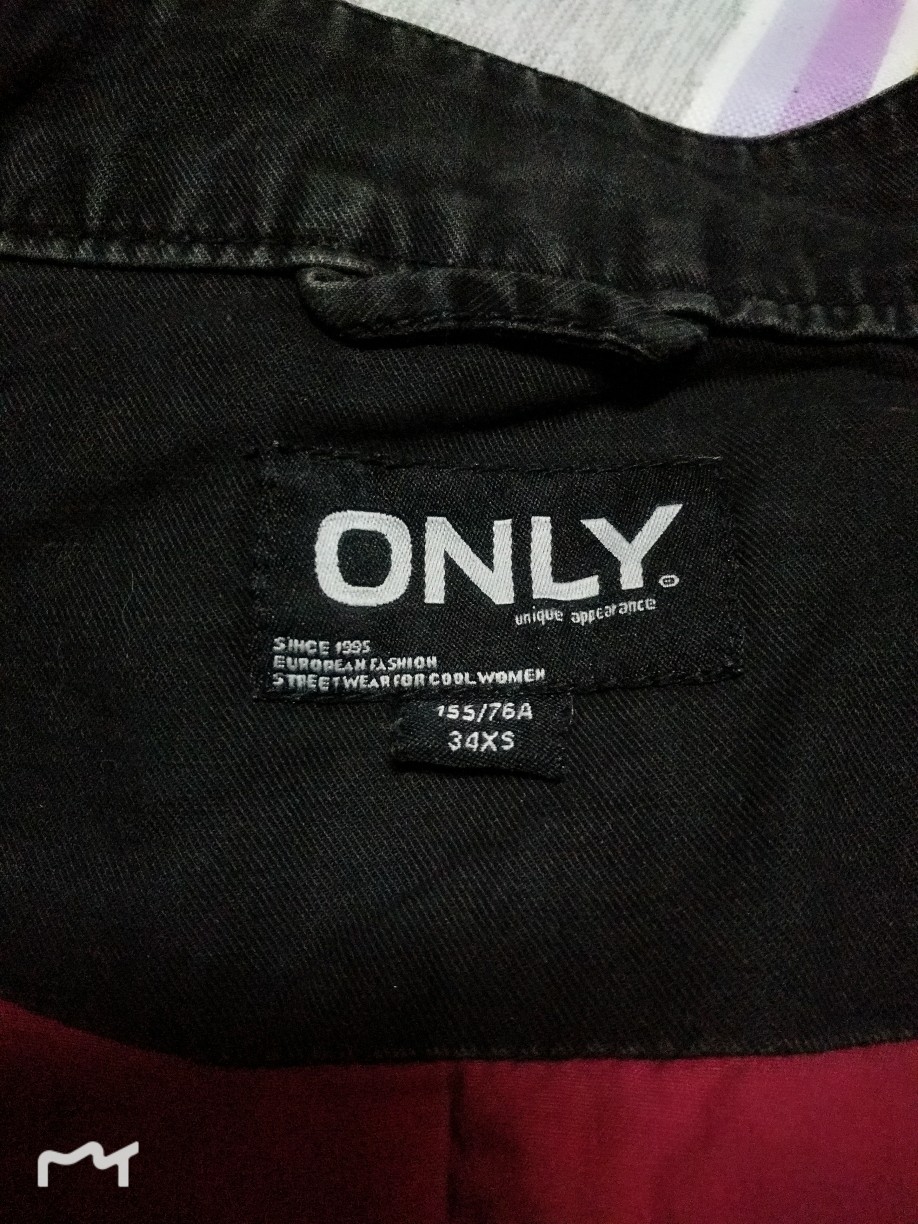 ONLY
unique appearance
SINCE 1995
EUROPEAN FASHION
STREETWEAR FOR COOL WOMEN
155/76A
34XS